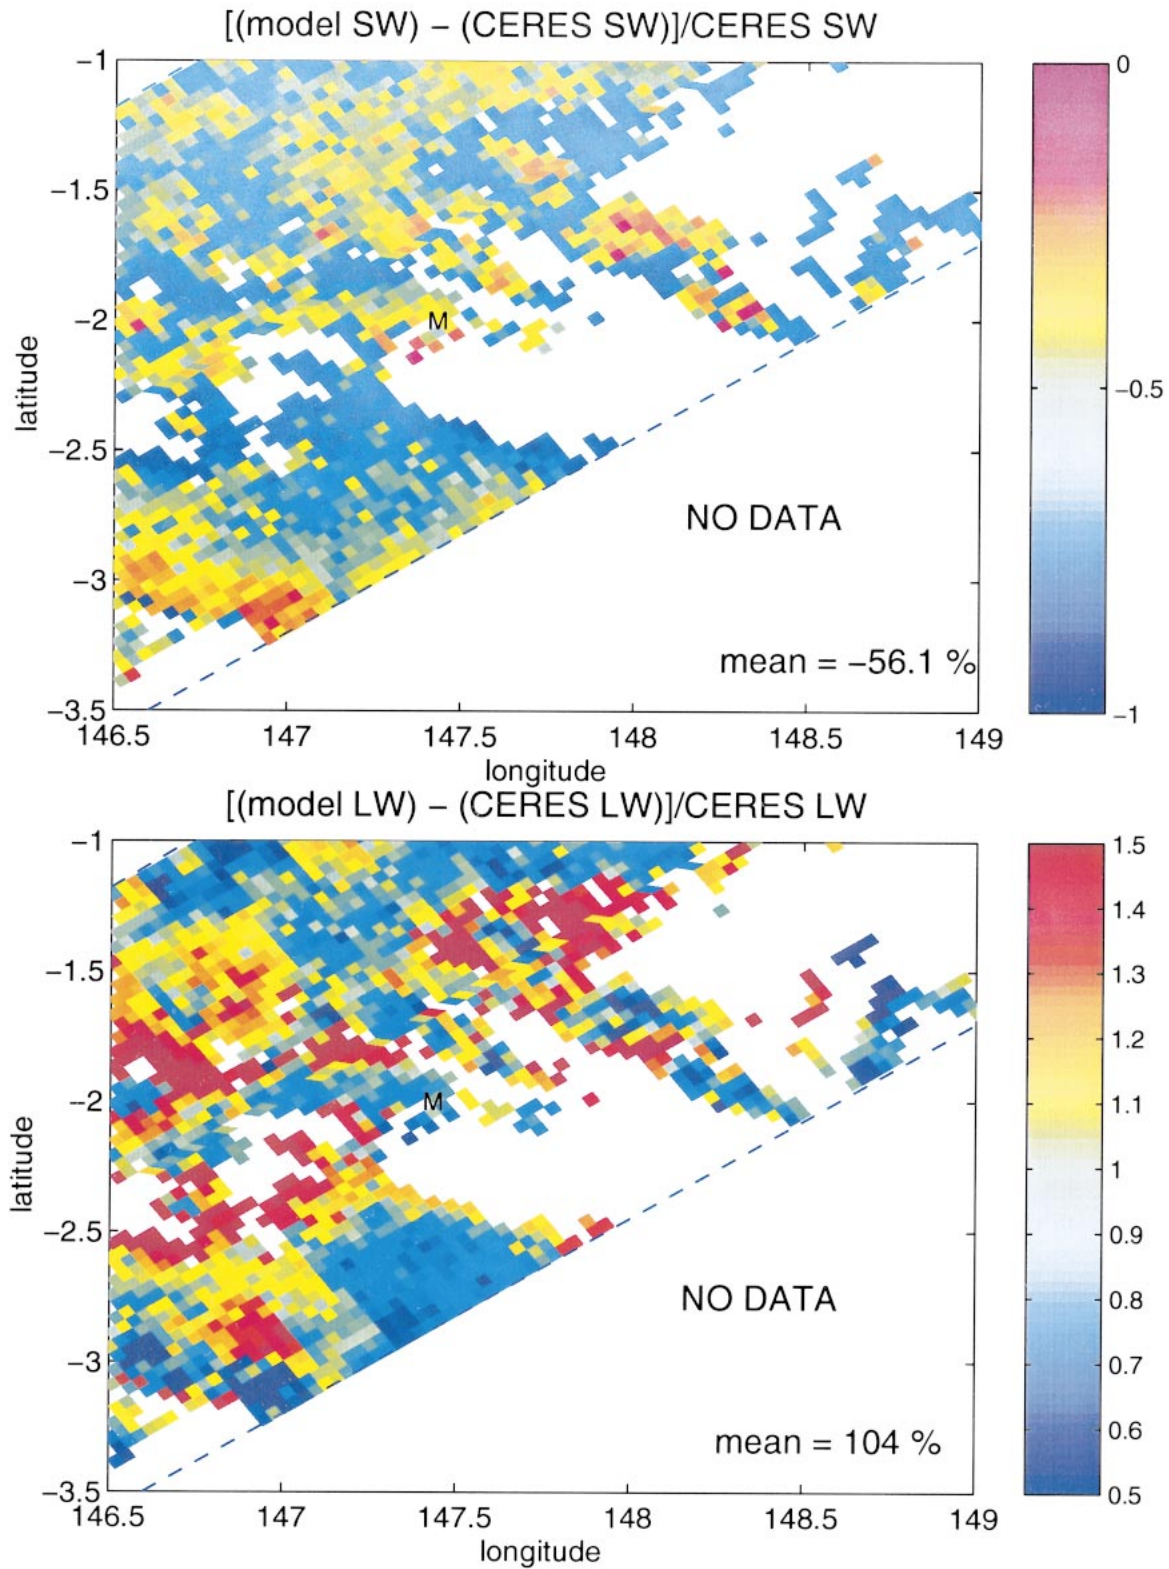 [(model SW) − (CERES SW)]/CERES SW
−1
−1.5
−2
−2.5
−3
−3.5
latitude
M
NO DATA
mean = −56.1 %
146.5 147 147.5 148 148.5 149
longitude
0
−0.5
−1
[(model LW) − (CERES LW)]/CERES LW
−1
−1.5
−2
−2.5
−3
−3.5
latitude
M
NO DATA
mean = 104 %
146.5 147 147.5 148 148.5 149
longitude
1.5
1.4
1.3
1.2
1.1
1
0.9
0.8
0.7
0.6
0.5